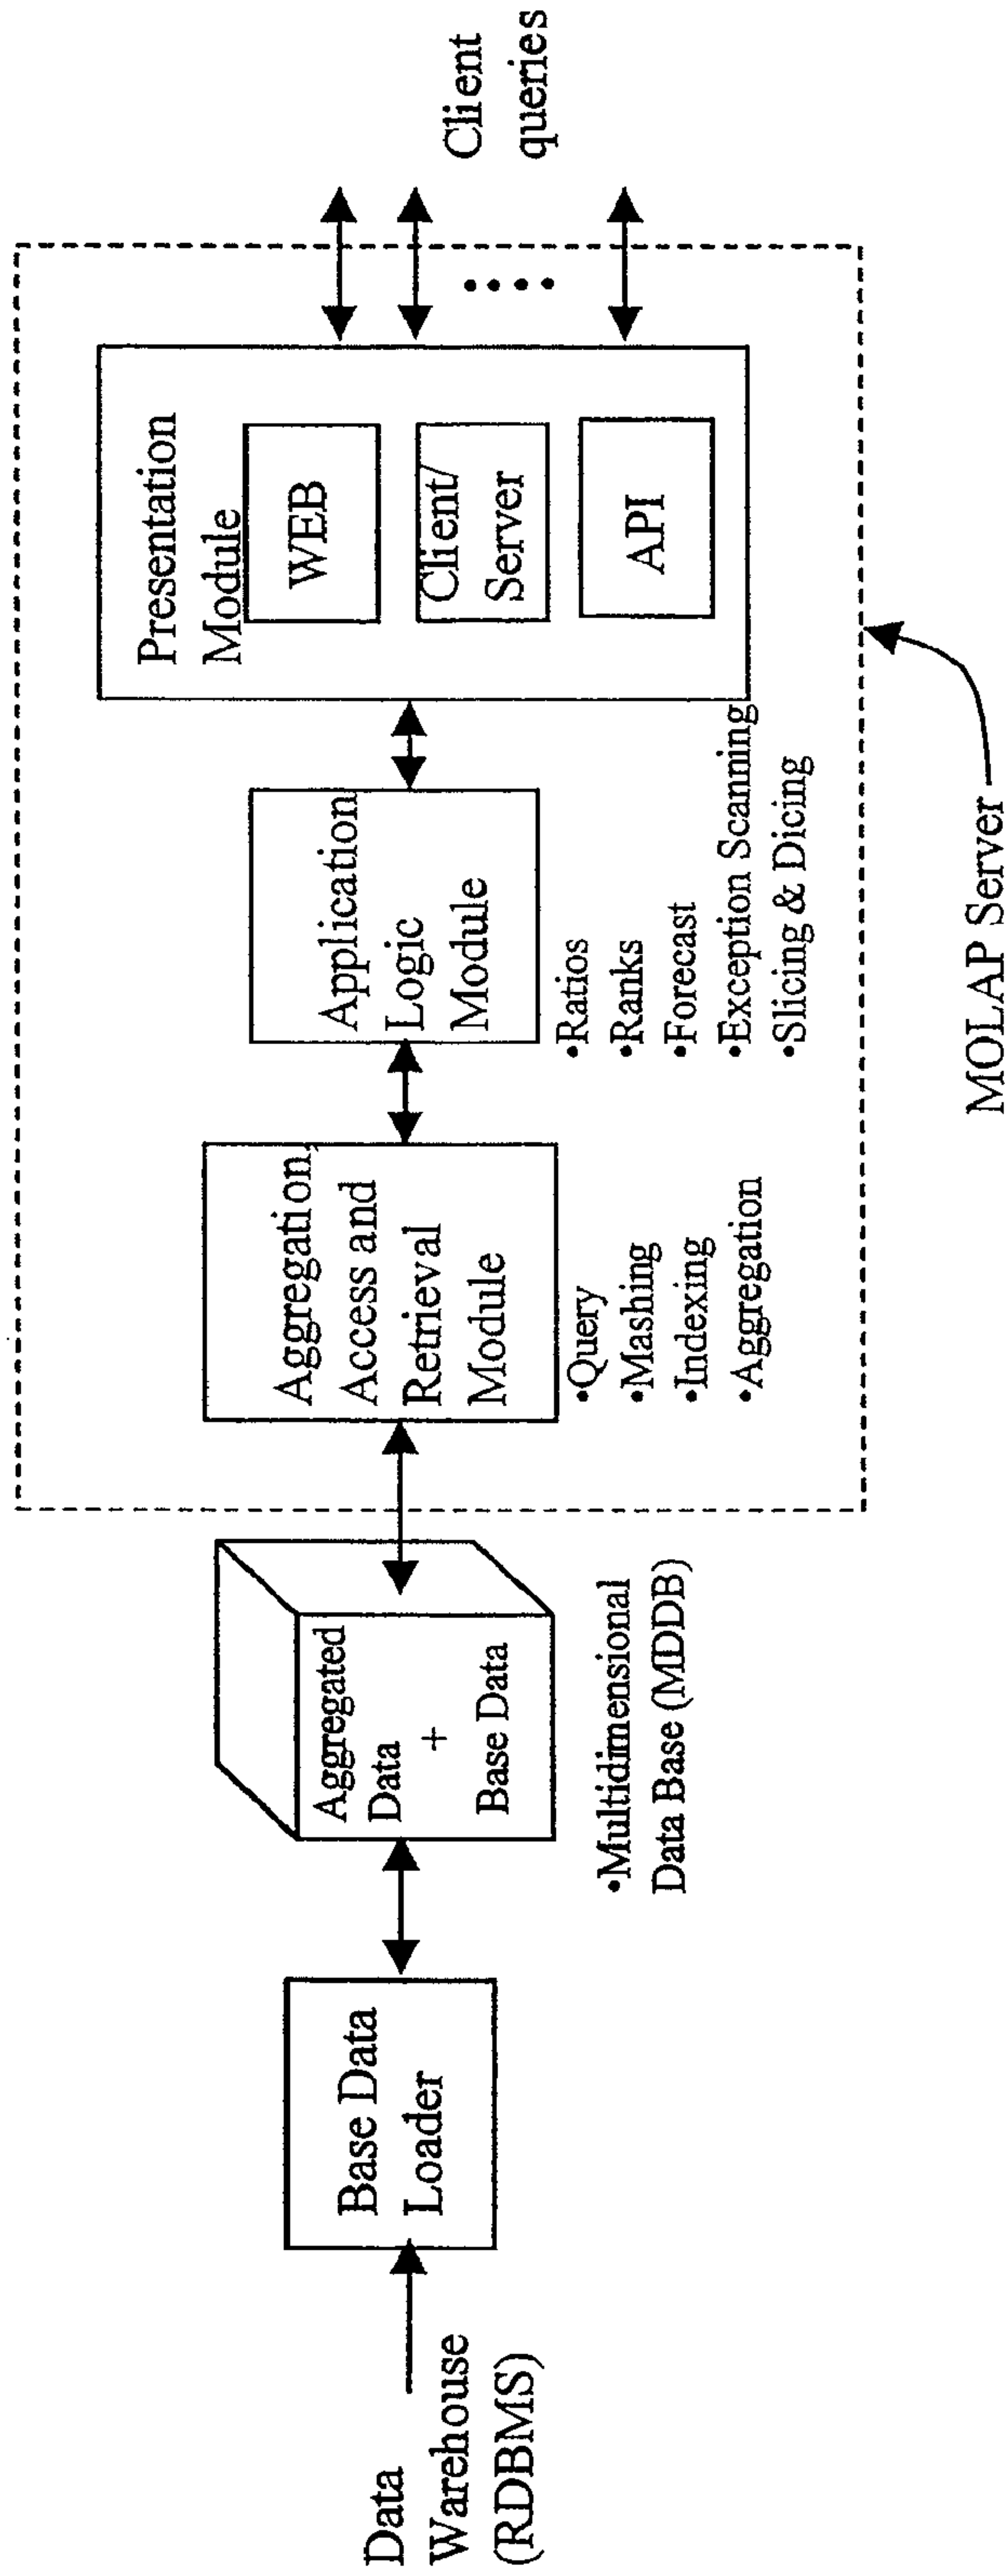 Data
Warehouse
(RDBMS)
Base Data
Loader
Aggregated
Data
+
Base Data
•Multidimensional
Data Base (MDDB)
Aggregation,
Access and
Retrieval
Module
•Query
•Mashing
•Indexing
•Aggregation
Application
Logic
Module
•Ratios
•Ranks
•Forecast
•Exception Scanning
•Slicing & Dicing
Presentation
Module
WEB
Client/
Server
API
Client
queries
MOLAP Server